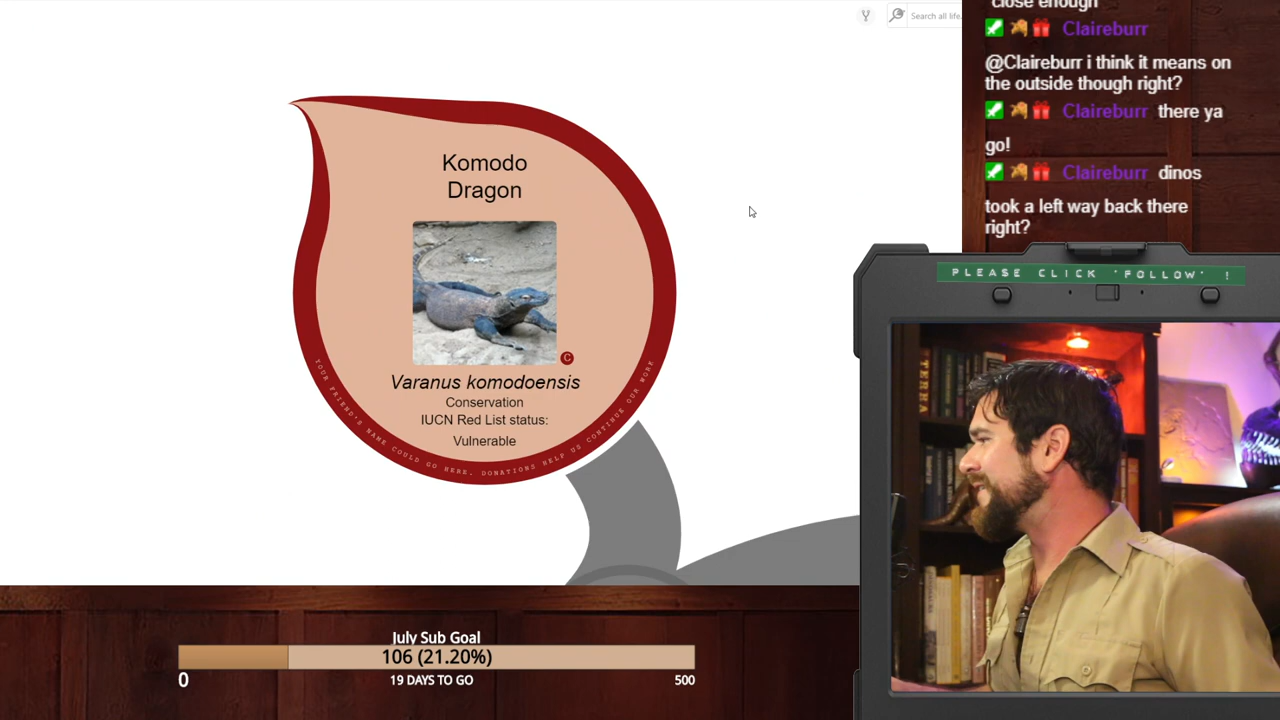 Search all life.
Komodo
Dragon
C
Varanus komodoensis
Conservation
IUCN Red List status:
Vulnerable
YOUR FRIEND'S NAME COULD GO HERE. DONATIONS HELP US CONTINUE OUR WORK
close enough
Claireburr
@Claireburr i think it means on
the outside though right?
Claireburr there ya
go!
Claireburr dinos
took a left way back there
right?
PLEASE CLICK 'FOLLOW' !
TERRA
July Sub Goal
106 (21.20%)
0
19 DAYS TO GO
500